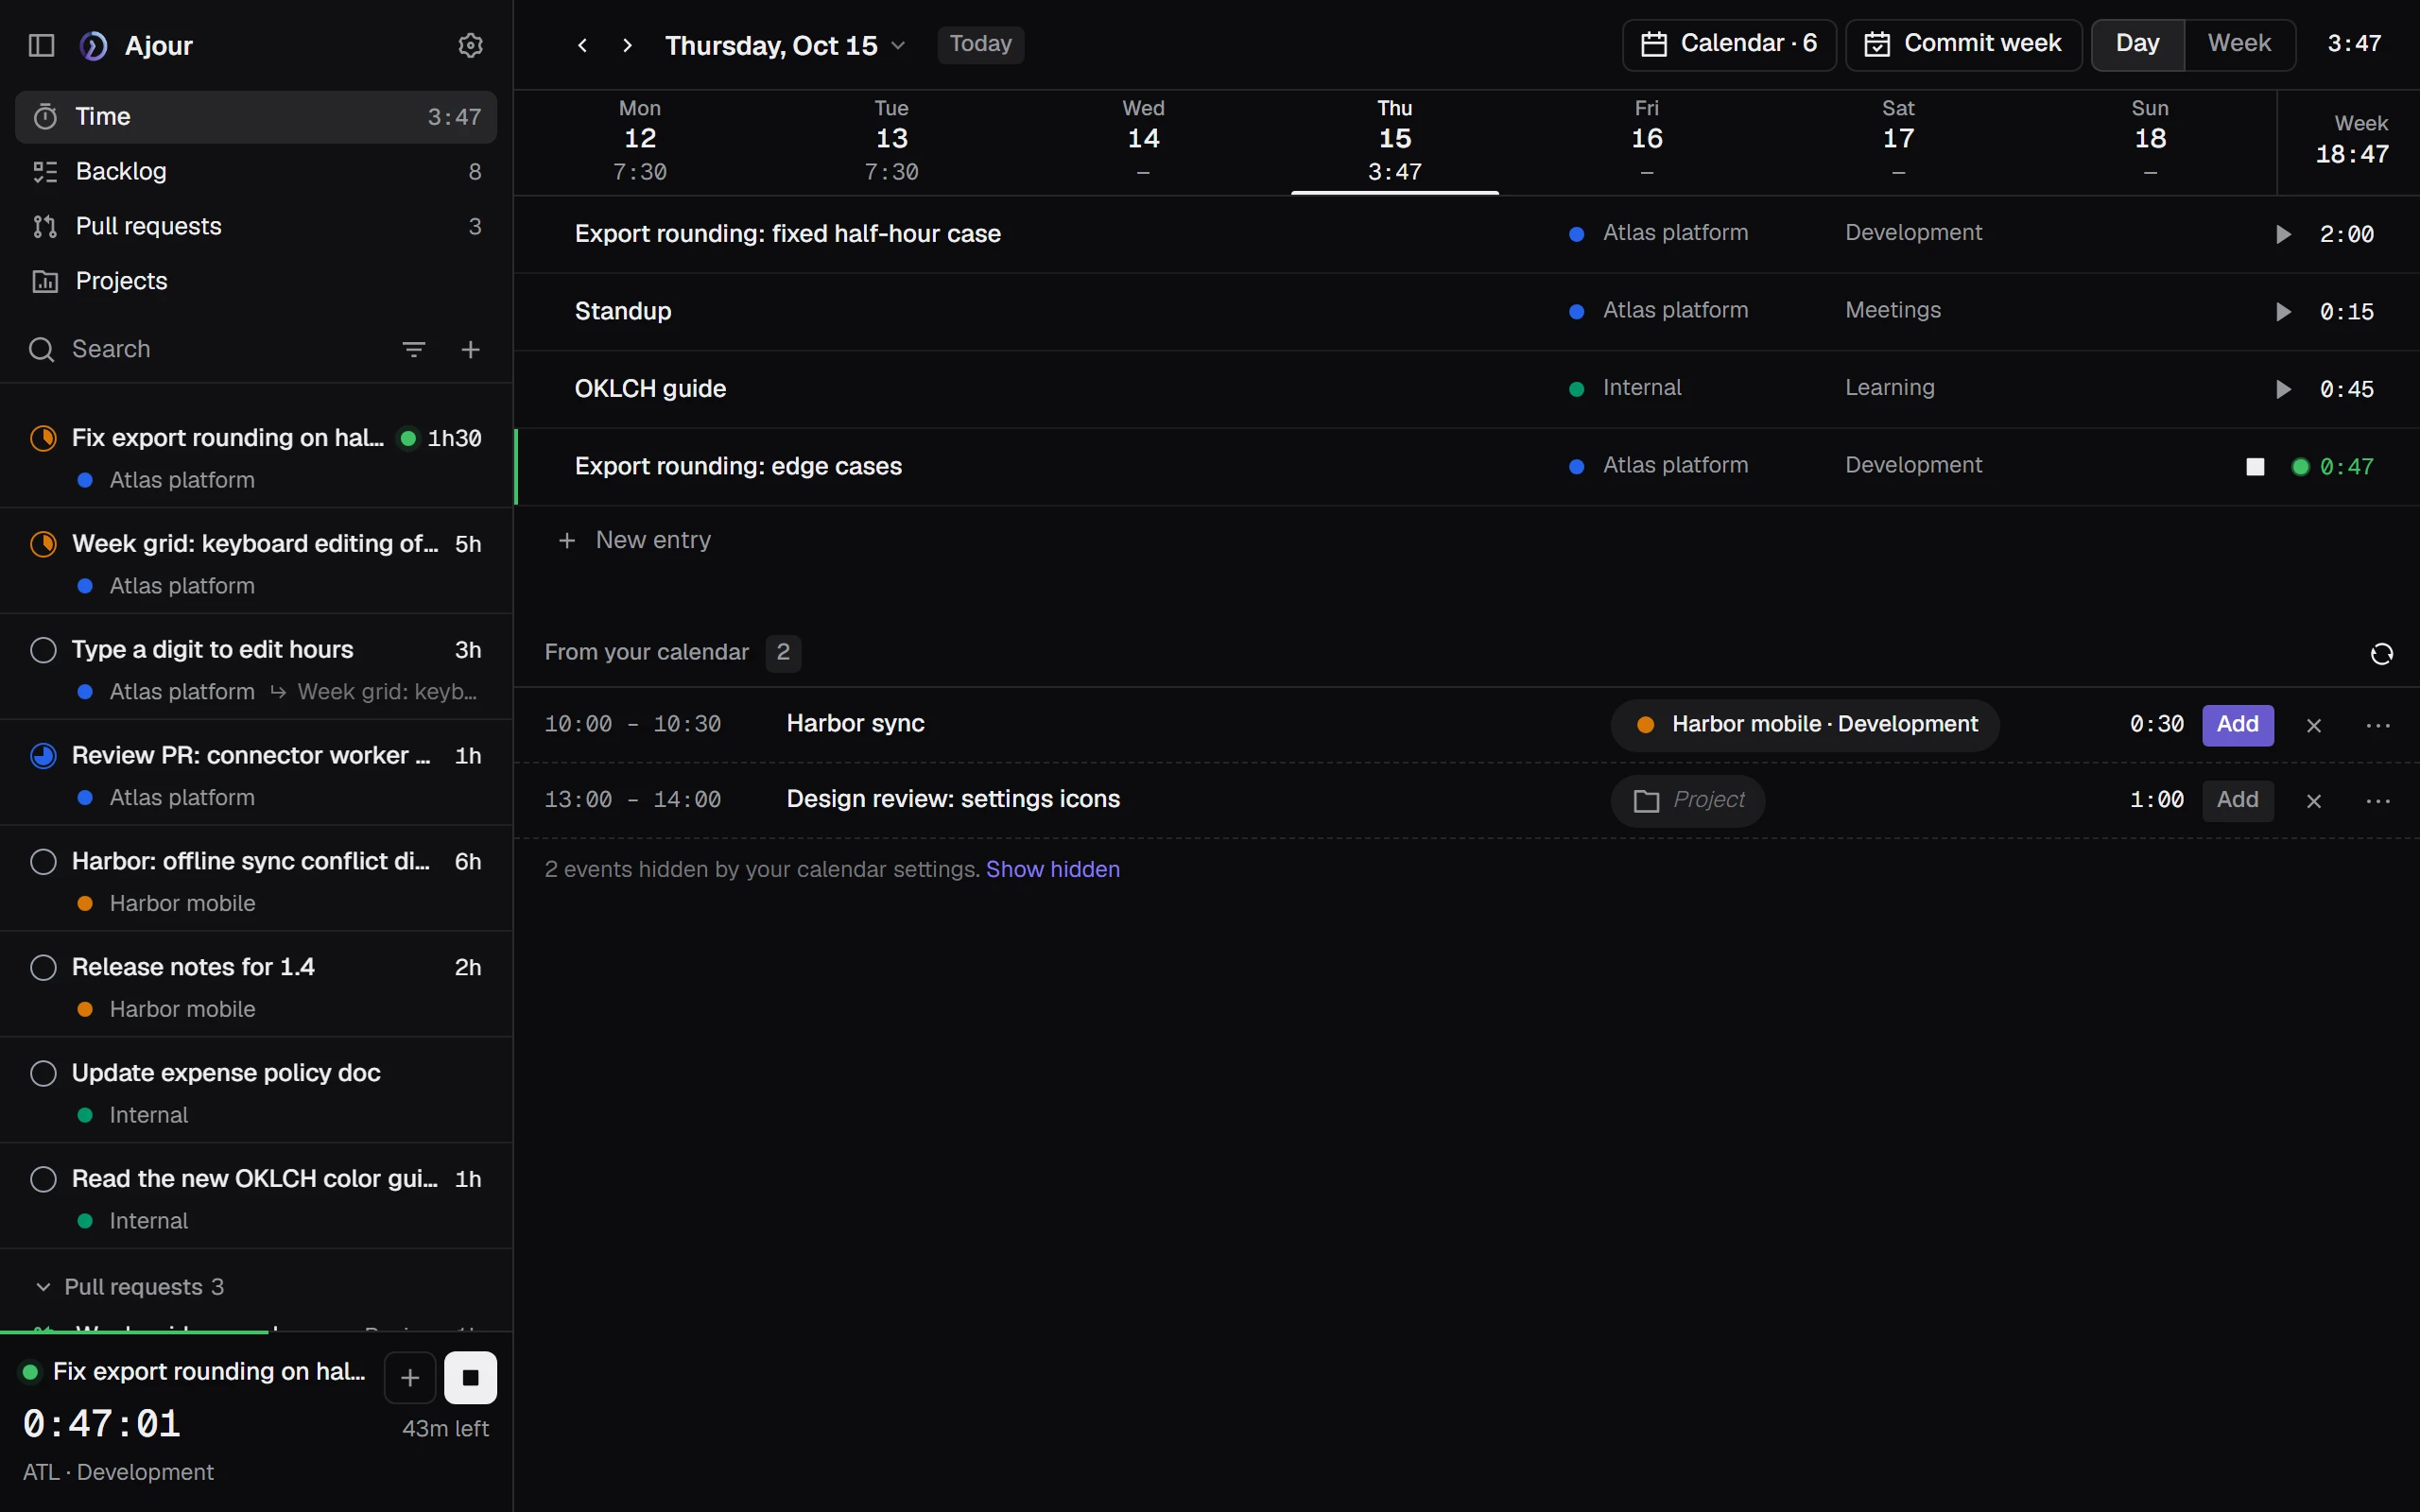 Ajour
Time 3:47
Backlog 8
Pull requests 3
Projects
Search
Fix export rounding on hal... 1h30
Atlas platform
Week grid: keyboard editing of... 5h
Atlas platform
Type a digit to edit hours 3h
Atlas platform ↳ Week grid: keyb...
Review PR: connector worker ... 1h
Atlas platform
Harbor: offline sync conflict di... 6h
Harbor mobile
Release notes for 1.4 2h
Harbor mobile
Update expense policy doc
Internal
Read the new OKLCH color gui... 1h
Internal
Pull requests 3
Fix export rounding on hal...
0:47:01 43m left
ATL · Development
Thursday, Oct 15 Today Calendar · 6 Commit week Day Week 3:47
Mon Tue Wed Thu Fri Sat Sun Week
12 13 14 15 16 17 18 18:47
7:30 7:30 – 3:47 – – –
Export rounding: fixed half-hour case Atlas platform Development 2:00
Standup Atlas platform Meetings 0:15
OKLCH guide Internal Learning 0:45
Export rounding: edge cases Atlas platform Development 0:47
+ New entry
From your calendar 2
10:00 – 10:30 Harbor sync Harbor mobile · Development 0:30 Add
13:00 – 14:00 Design review: settings icons Project 1:00 Add
2 events hidden by your calendar settings. Show hidden